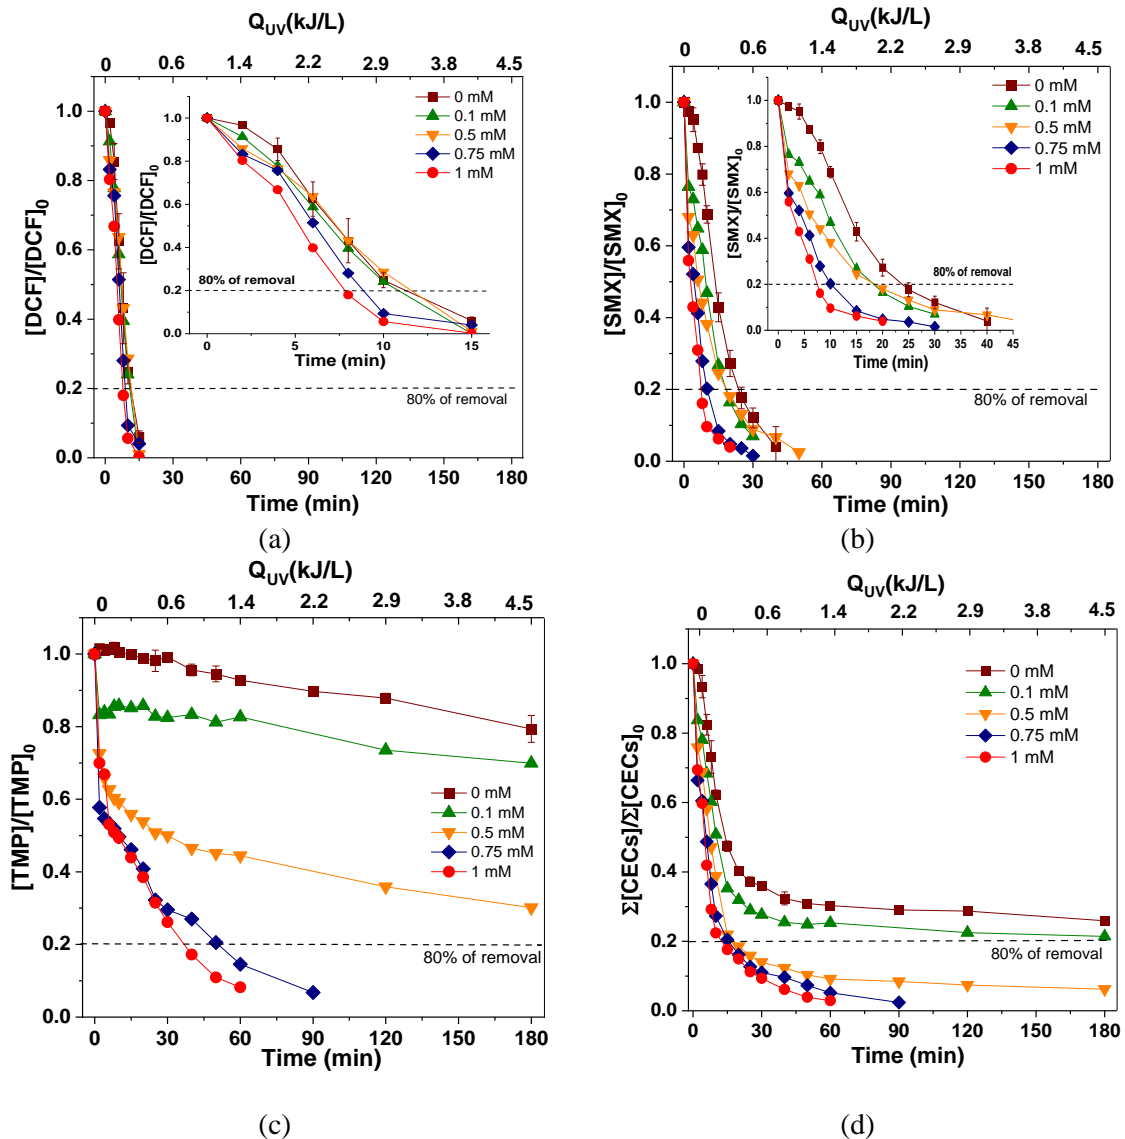 Q_UV(kJ/L)
0 0.6 1.4 2.2 2.9 3.8 4.5
1.0
0.8
0.6
0.4
0.2
0.0
[DCF]/[DCF]_0
0 mM
0.1 mM
0.5 mM
0.75 mM
1 mM
1.0
0.8
0.6
0.4
0.2
0.0
[DCF]/[DCF]_0
80% of removal
0 5 10 15
Time (min)
80% of removal
0 30 60 90 120 150 180
Time (min)
(a)
Q_UV(kJ/L)
0 0.6 1.4 2.2 2.9 3.8 4.5
1.0
0.8
0.6
0.4
0.2
0.0
[SMX]/[SMX]_0
0 mM
0.1 mM
0.5 mM
0.75 mM
1 mM
1.0
0.8
0.6
0.4
0.2
0.0
[SMX]/[SMX]_0
80% of removal
0 5 10 15 20 25 30 35 40 45
Time (min)
80% of removal
0 30 60 90 120 150 180
Time (min)
(b)
Q_UV(kJ/L)
0 0.6 1.4 2.2 2.9 3.8 4.5
1.0
0.8
0.6
0.4
0.2
0.0
[TMP]/[TMP]_0
0 mM
0.1 mM
0.5 mM
0.75 mM
1 mM
80% of removal
0 30 60 90 120 150 180
Time (min)
(c)
Q_UV(kJ/L)
0 0.6 1.4 2.2 2.9 3.8 4.5
1.0
0.8
0.6
0.4
0.2
0.0
Σ[CECs]/Σ[CECs]_0
0 mM
0.1 mM
0.5 mM
0.75 mM
1 mM
80% of removal
0 30 60 90 120 150 180
Time (min)
(d)